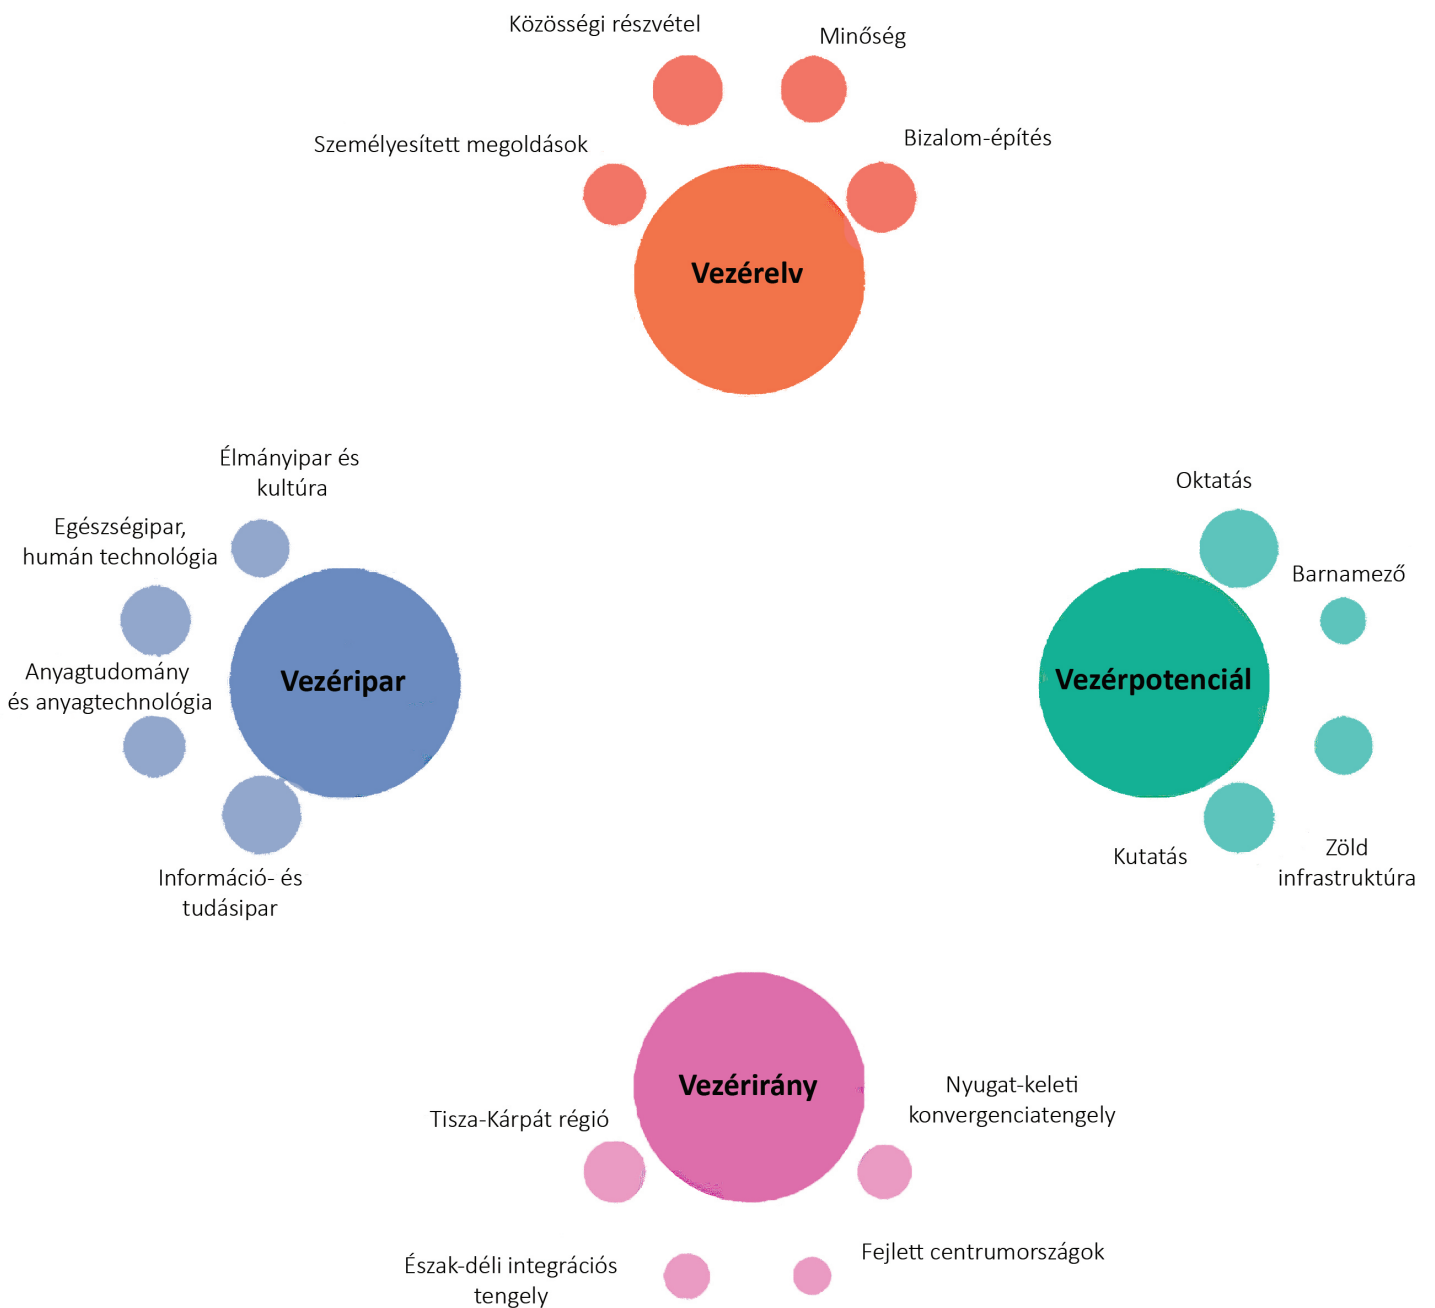 Közösségi részvétel
Minőség
Személyesített megoldások
Bizalom-építés
Vezérelv
Élményipar és
kultúra
Egészségipar,
humán technológia
Anyagtudomány
és anyagtechnológia
Vezéripar
Információ- és
tudásipar
Oktatás
Barnamező
Vezérpotenciál
Kutatás
Zöld
infrastruktúra
Vezérirány
Tisza-Kárpát régió
Nyugat-keleti
konvergenciatengely
Észak-déli integrációs
tengely
Fejlett centrumországok